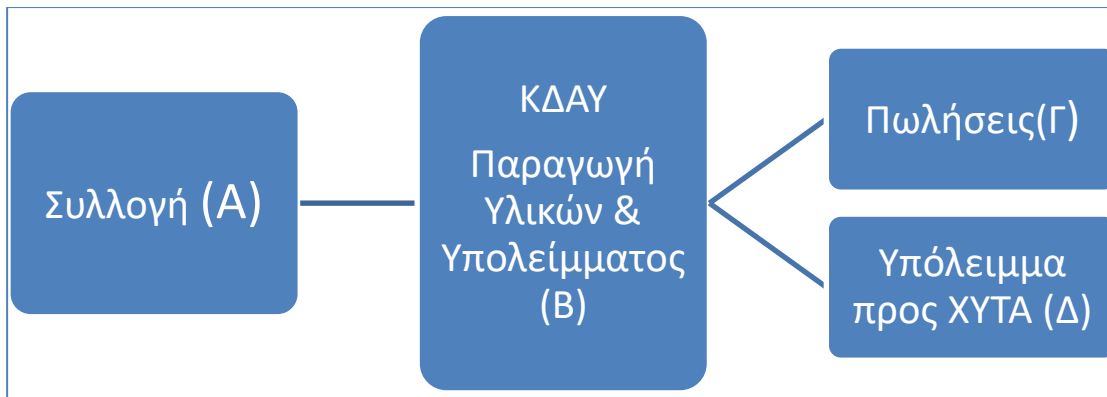 Συλλογή (Α)
ΚΔΑΥ
Παραγωγή
Υλικών &
Υπολείμματος
(Β)
Πωλήσεις(Γ)
Υπόλειμμα
προς ΧΥΤΑ (Δ)